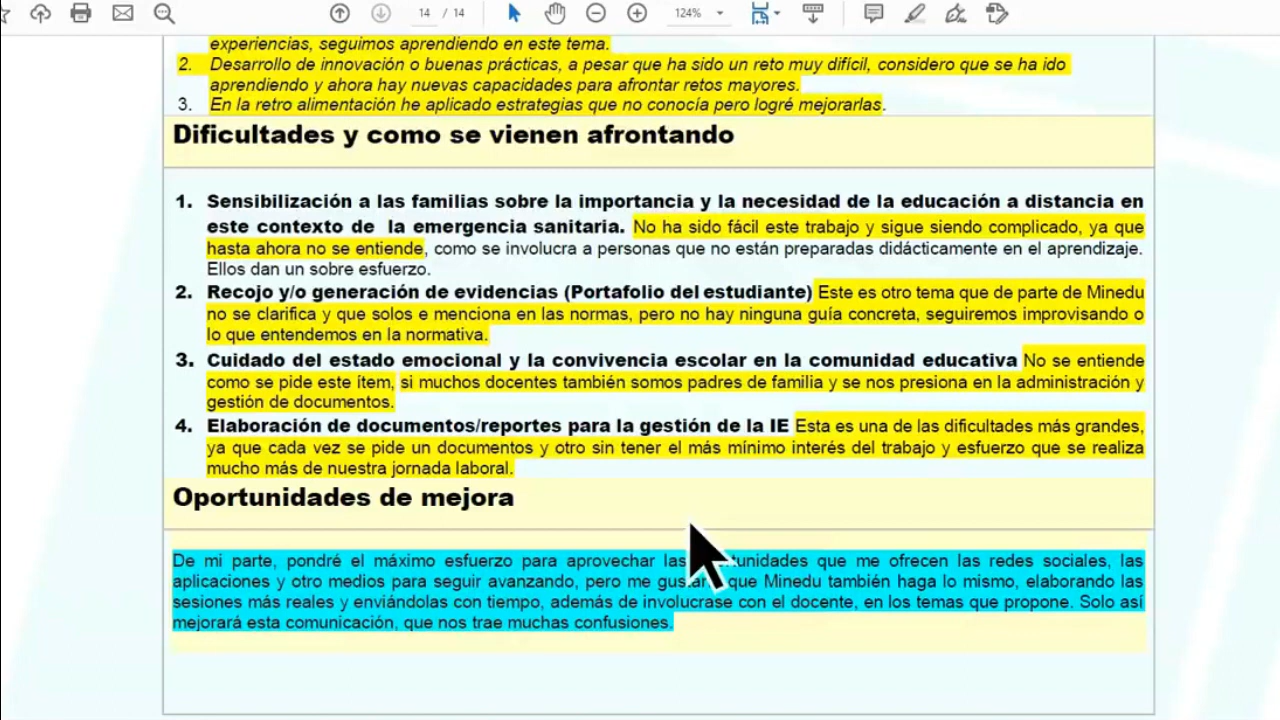 14 / 14
124%
experiencias, seguimos aprendiendo en este tema.
2. Desarrollo de innovación o buenas prácticas, a pesar que ha sido un reto muy difícil, considero que se ha ido
aprendiendo y ahora hay nuevas capacidades para afrontar retos mayores.
3. En la retro alimentación he aplicado estrategias que no conocía pero logré mejorarlas.
Dificultades y como se vienen afrontando
1. Sensibilización a las familias sobre la importancia y la necesidad de la educación a distancia en
este contexto de la emergencia sanitaria. No ha sido fácil este trabajo y sigue siendo complicado, ya que
hasta ahora no se entiende, como se involucra a personas que no están preparadas didácticamente en el aprendizaje.
Ellos dan un sobre esfuerzo.
2. Recojo y/o generación de evidencias (Portafolio del estudiante) Este es otro tema que de parte de Minedu
no se clarifica y que solos e menciona en las normas, pero no hay ninguna guía concreta, seguiremos improvisando o
lo que entendemos en la normativa.
3. Cuidado del estado emocional y la convivencia escolar en la comunidad educativa No se entiende
como se pide este ítem, si muchos docentes también somos padres de familia y se nos presiona en la administración y
gestión de documentos.
4. Elaboración de documentos/reportes para la gestión de la IE Esta es una de las dificultades más grandes,
ya que cada vez se pide un documentos y otro sin tener el más mínimo interés del trabajo y esfuerzo que se realiza
mucho más de nuestra jornada laboral.
Oportunidades de mejora
De mi parte, pondré el máximo esfuerzo para aprovechar las que me ofrecen las redes sociales, las
aplicaciones y otro medios para seguir avanzando, pero me que Minedu también haga lo mismo, elaborando las
sesiones más reales y enviándolas con tiempo, además de involucrase con el docente, en los temas que propone. Solo así
mejorará esta comunicación, que nos trae muchas confusiones.